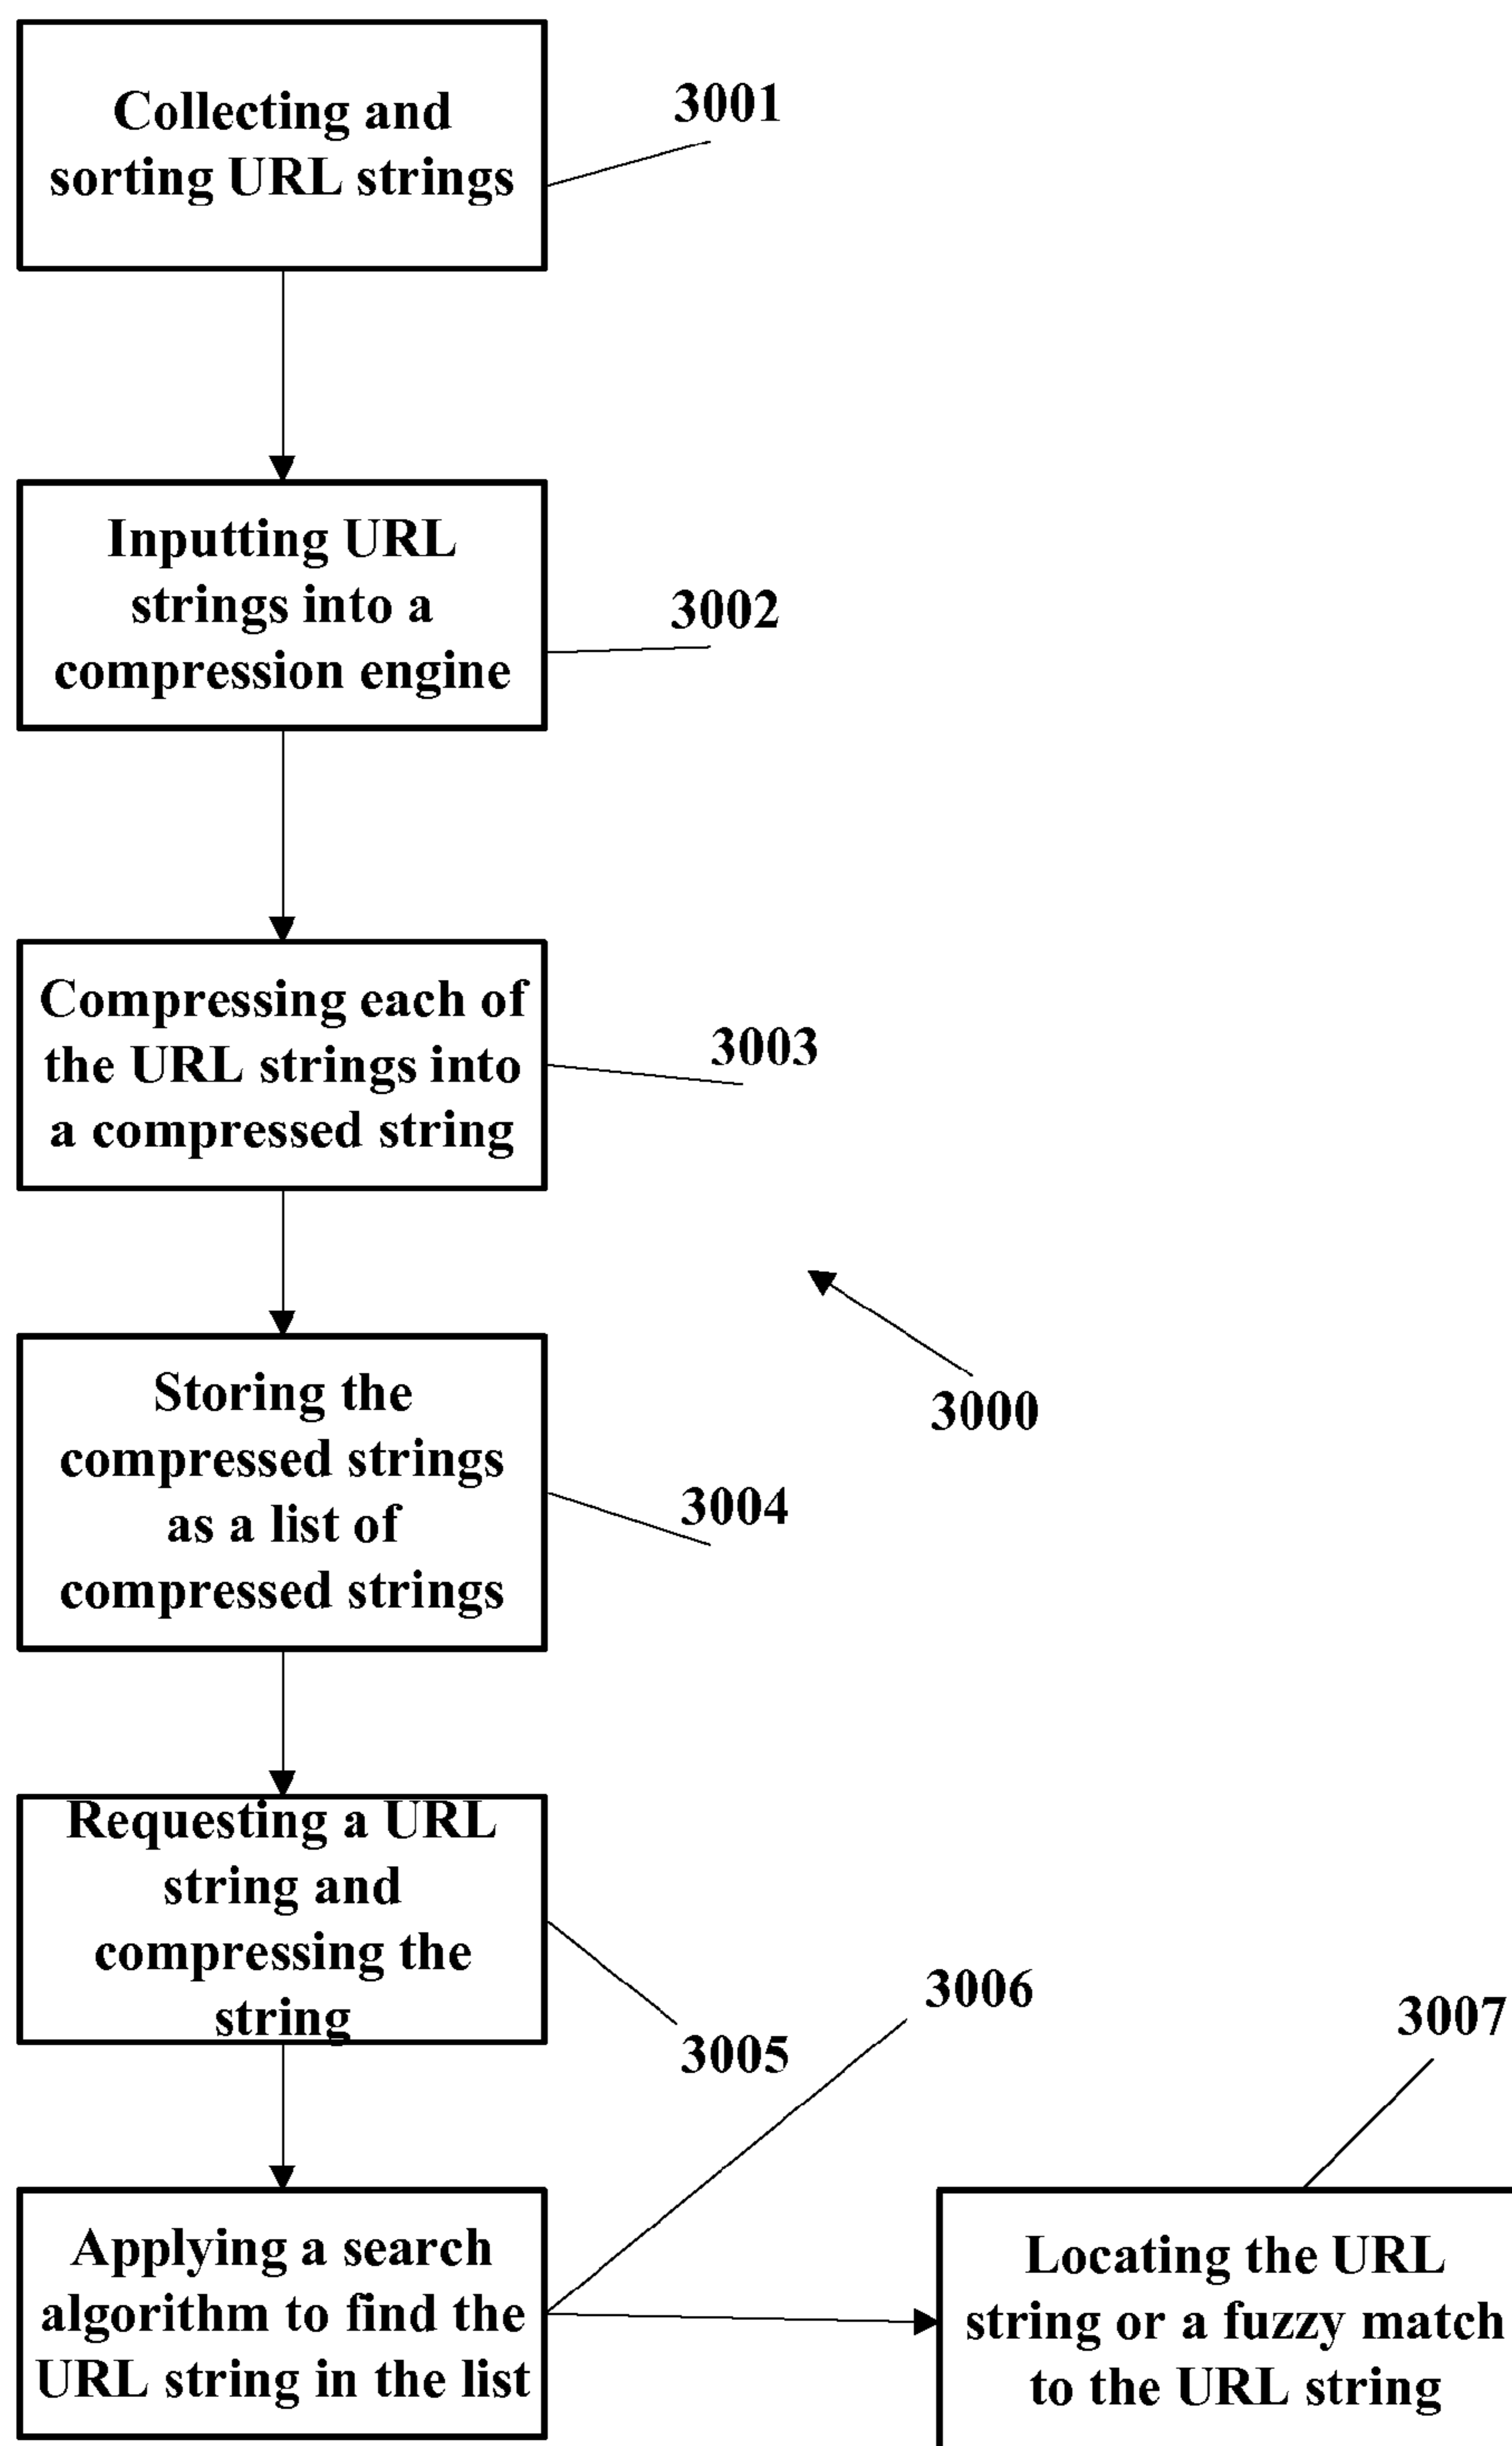 Collecting and
sorting URL strings
3001
Inputting URL
strings into a
compression engine
3002
Compressing each of
the URL strings into
a compressed string
3003
3000
Storing the
compressed strings
as a list of
compressed strings
3004
Requesting a URL
string and
compressing the
string
3005
3006
3007
Applying a search
algorithm to find the
URL string in the list
Locating the URL
string or a fuzzy match
to the URL string